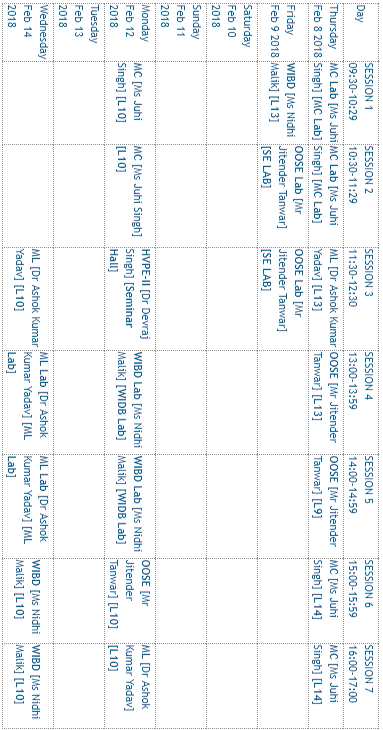 Day
SESSION 1
09:30-10:29
SESSION 2
10:30-11:29
SESSION 3
11:30-12:30
SESSION 4
13:00-13:59
SESSION 5
14:00-14:59
SESSION 6
15:00-15:59
SESSION 7
16:00-17:00
Thursday
Feb 8 2018
MC Lab [Ms Juhi
Singh] [MC Lab]
MC Lab [Ms Juhi
Singh] [MC Lab]
ML [Dr Ashok Kumar
Yadav] [L13]
OOSE [Mr Jitender
Tanwar] [L13]
OOSE [Mr Jitender
Tanwar] [L9]
MC [Ms Juhi
Singh] [L14]
MC [Ms Juhi
Singh] [L14]
Friday
Feb 9 2018
WIBD [Ms Nidhi
Malik] [L13]
OOSE Lab [Mr
Jitender Tanwar]
[SE LAB]
OOSE Lab [Mr
Jitender Tanwar]
[SE LAB]
Saturday
Feb 10
2018
Sunday
Feb 11
2018
Monday
Feb 12
2018
MC [Ms Juhi
Singh] [L10]
MC [Ms Juhi Singh]
[L10]
HVPE-II [Dr Devraj
Singh] [Seminar
Hall]
WIBD Lab [Ms Nidhi
Malik] [WIDB Lab]
WIBD Lab [Ms Nidhi
Malik] [WIDB Lab]
OOSE [Mr
Jitender
Tanwar] [L10]
ML [Dr Ashok
Kumar Yadav]
[L10]
Tuesday
Feb 13
2018
Wednesday
Feb 14
2018
ML [Dr Ashok Kumar
Yadav] [L10]
ML Lab [Dr Ashok
Kumar Yadav] [ML
Lab]
ML Lab [Dr Ashok
Kumar Yadav] [ML
Lab]
WIBD [Ms Nidhi
Malik] [L10]
WIBD [Ms Nidhi
Malik] [L10]